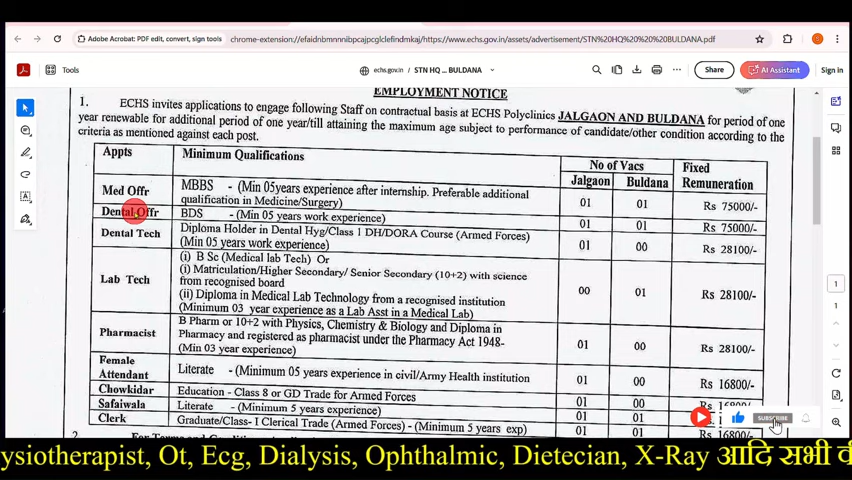 Adobe Acrobat: PDF edit, convert, sign tools
chrome-extension://efaidnbmnnnibpcajpcglclefindmkaj/https://www.echs.gov.in/assets/advertisement/STN%20HQ%20%20%20BULDANA.pdf
Tools
echs.gov.in / STN HQ ... BULDANA
Share
AI Assistant
Sign in
EMPLOYMENT NOTICE
1. ECHS invites applications to engage following Staff on contractual basis at ECHS Polyclinics JALGAON AND BULDANA for period of one
year renewable for additional period of one year/till attaining the maximum age subject to performance of candidate/other condition according to the
criteria as mentioned against each post.
Appts Minimum Qualifications No of Vacs Fixed
Jalgaon Buldana Remuneration
Med Offr MBBS - (Min 05years experience after internship. Preferable additional 01 01 Rs 75000/-
qualification in Medicine/Surgery)
Dental Offr BDS - (Min 05 years work experience) 01 01 Rs 75000/-
Dental Tech Diploma Holder in Dental Hyg/Class 1 DH/DORA Course (Armed Forces) 01 00 Rs 28100/-
(Min 05 years work experience)
Lab Tech (i) B Sc (Medical lab Tech) Or 00 01 Rs 28100/-
(i) Matriculation/Higher Secondary/ Senior Secondary (10+2) with science
from recognised board
(ii) Diploma in Medical Lab Technology from a recognised institution
(Minimum 03 year experience as a Lab Asst in a Medical Lab)
Pharmacist B Pharm or 10+2 with Physics, Chemistry & Biology and Diploma in 01 00 Rs 28100/-
Pharmacy and registered as pharmacist under the Pharmacy Act 1948-
(Min 03 year experience)
Female
Attendant Literate - (Minimum 05 years experience in civil/Army Health institution 01 00 Rs 16800/-
Chowkidar Education - Class 8 or GD Trade for Armed Forces 01 00 Rs
Safaiwala Literate - (Minimum 5 years experience) 01 01 Rs
Clerk Graduate/Class- I Clerical Trade (Armed Forces) - (Minimum 5 years exp) 01 01 Rs 16800/-
2. For Terms and
SUBSCRIBE
1
1
ysiotherapist, Ot, Ecg, Dialysis, Ophthalmic, Dietecian, X-Ray आदि सभी